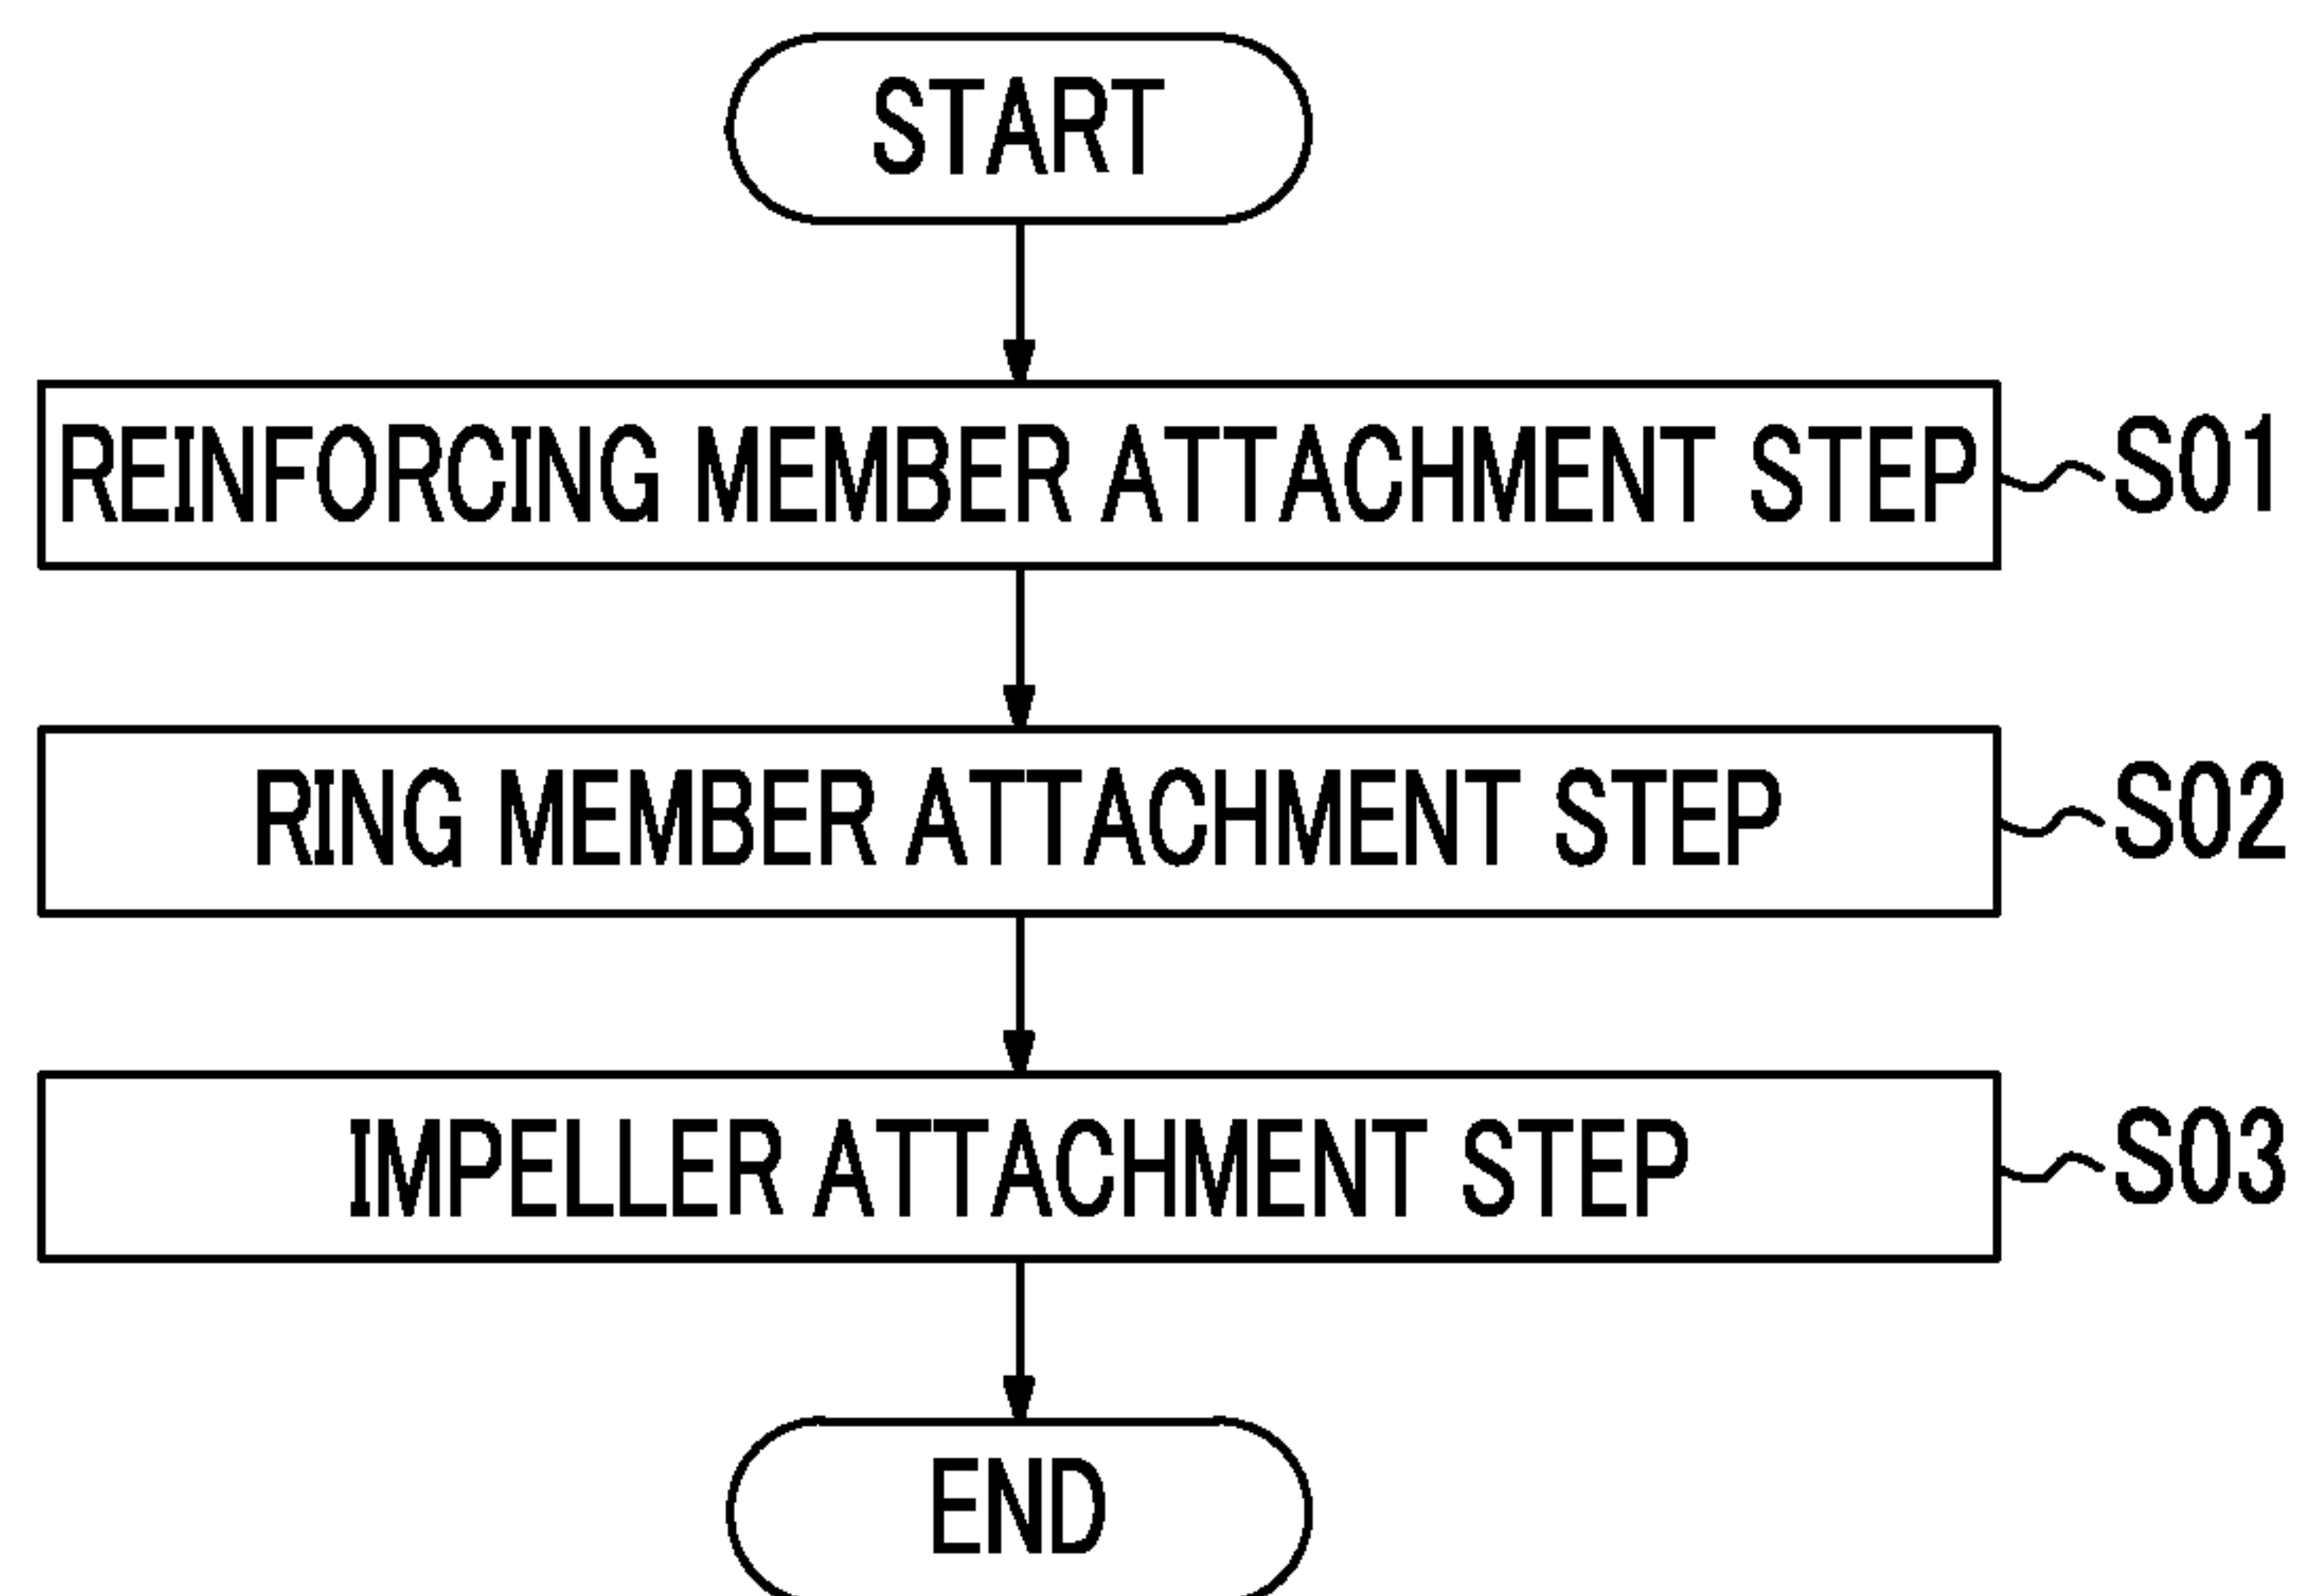 START
REINFORCING MEMBER ATTACHMENT STEP S01
RING MEMBER ATTACHMENT STEP S02
IMPELLER ATTACHMENT STEP S03
END